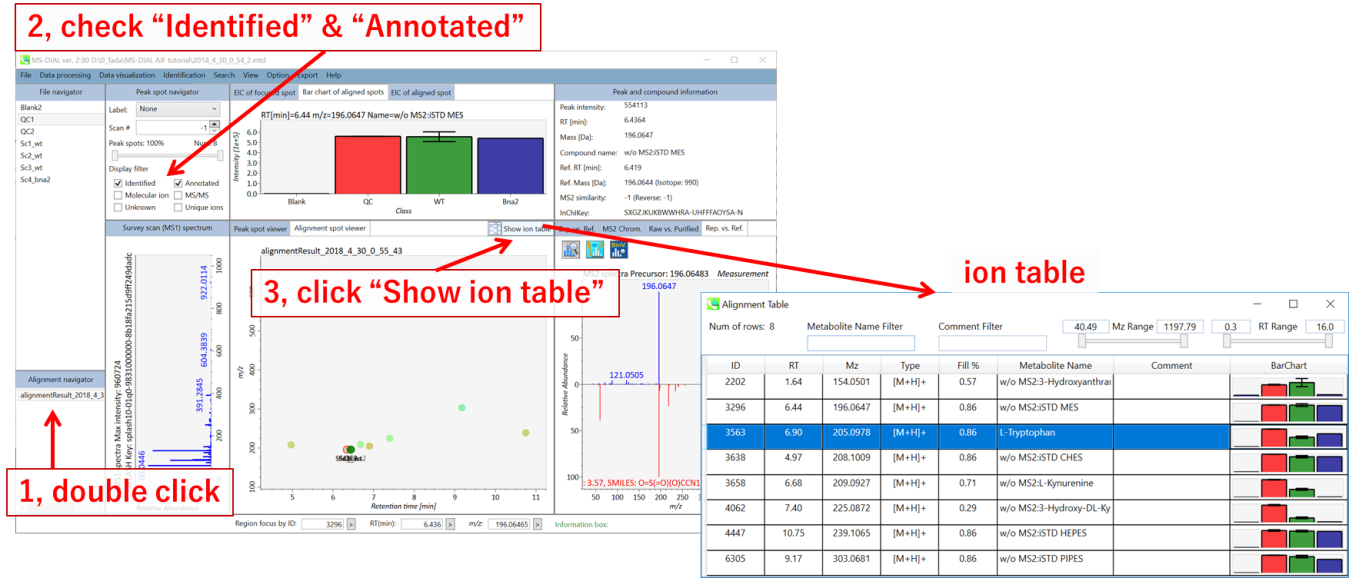 2, check “Identified” & “Annotated”
MS-DIAL ver. 2.90 D:\0_Tada\MS-DIAL AIF tutorial\2018_4_30_0_54_2.mtd
File Data processing Data visualization Identification Search View Option Export Help
File navigator
Blank2
QC1
QC2
Sc1_wt
Sc2_wt
Sc3_wt
Sc4_bna2
Peak spot navigator
Label: None
Scan # -1
Peak spots: 100% Num 8
Display filter
Identified Annotated
Molecular ion MS/MS
Unknown Unique ions
EIC of focused spot Bar chart of aligned spots EIC of aligned spot
RT[min]=6.44 m/z=196.0647 Name=w/o MS2:iSTD MES
Intensity [1e+5]
6.0
5.0
4.0
3.0
2.0
1.0
0.0
Blank QC WT Bna2
Class
Peak and compound information
Peak intensity: 554113
RT [min]: 6.4364
Mass [Da]: 196.0647
Compound name: w/o MS2:iSTD MES
Ref. RT [min]: 6.419
Ref. Mass [Da]: 196.0644 (Isotope: 990)
MS2 similarity: -1 (Reverse: -1)
InChIKey: SXGZJKUKBWWHRA-UHFFFAOYSA-N
Survey scan (MS1) spectrum
Peak spot viewer Alignment spot viewer Show ion table
vs. Ref. MS2 Chrom. Raw vs. Purified Rep. vs. Ref.
alignmentResult_2018_4_30_0_55_43
3, click “Show ion table”
spectra Precursor: 196.06483 Measurement
196.0647
121.0505
Relative Abundance
50
0
50
100
: 3.57, SMILES: O=S(=O)(O)CCN1
50 100 150 200 250
m/z
922.0114
604.3839
391.2845
1000
800
600
400
200
spectra Max intensity: 960724
Key: splash10-01q0-9831000000-8b18fa215d9ff249dadc
Relative Abundance
m/z
500
400
300
200
100
5 6 7 8 9 10 11
Retention time [min]
Alignment navigator
alignmentResult_2018_4_3
1, double click
Region focus by ID: 3296 > RT(min): 6.436 > m/z: 196.06465 > Information box:
ion table
Alignment Table
Num of rows: 8 Metabolite Name Filter Comment Filter 40.49 Mz Range 1197.79 0.3 RT Range 16.0
ID RT Mz Type Fill % Metabolite Name Comment BarChart
2202 1.64 154.0501 [M+H]+ 0.57 w/o MS2:3-Hydroxyanthrai
3296 6.44 196.0647 [M+H]+ 0.86 w/o MS2:iSTD MES
3563 6.90 205.0978 [M+H]+ 0.86 L-Tryptophan
3638 4.97 208.1009 [M+H]+ 0.86 w/o MS2:iSTD CHES
3658 6.68 209.0927 [M+H]+ 0.71 w/o MS2:L-Kynurenine
4062 7.40 225.0872 [M+H]+ 0.29 w/o MS2:3-Hydroxy-DL-Ky
4447 10.75 239.1065 [M+H]+ 0.86 w/o MS2:iSTD HEPES
6305 9.17 303.0681 [M+H]+ 0.86 w/o MS2:iSTD PIPES